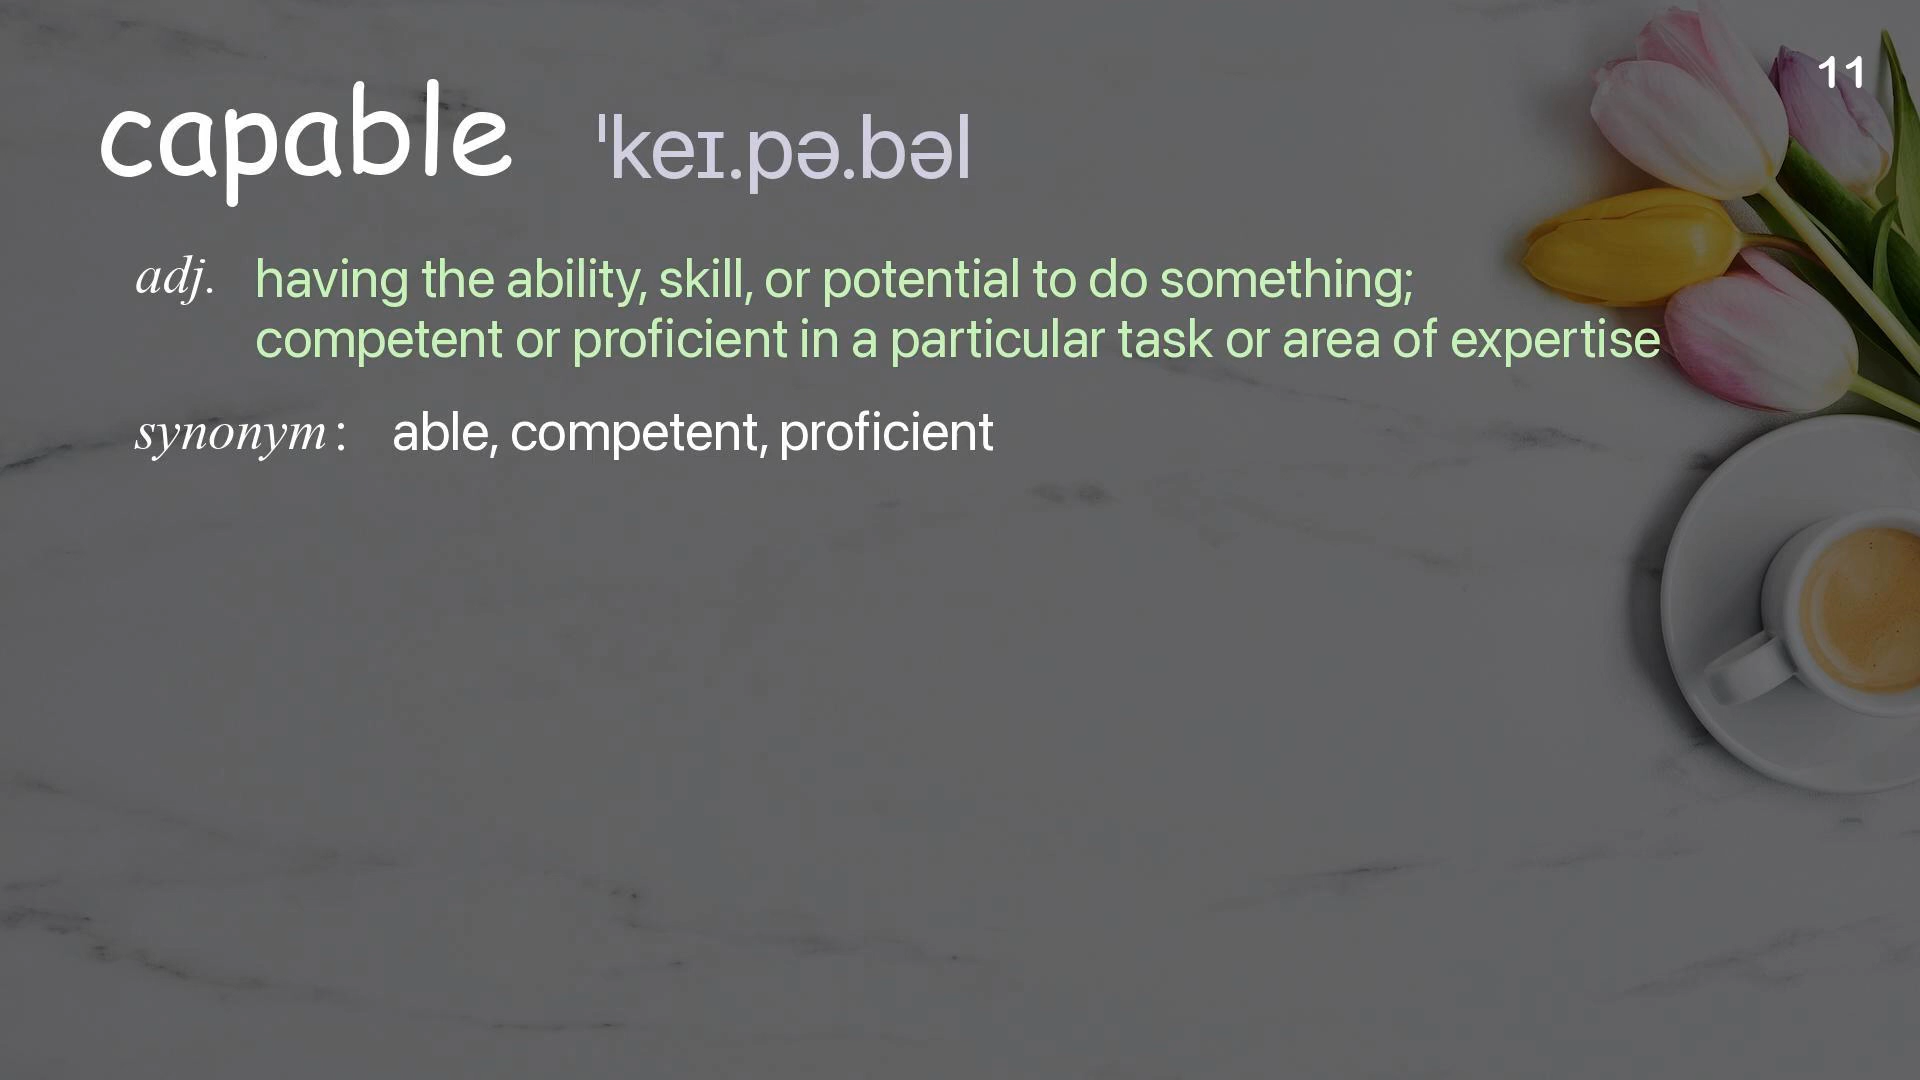 11
capable ˈkeɪ.pə.bəl
adj. having the ability, skill, or potential to do something;
competent or proficient in a particular task or area of expertise
synonym : able, competent, proficient